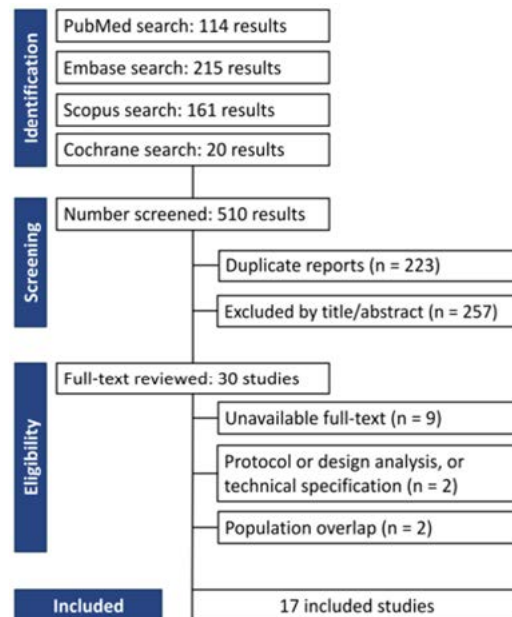 Identification
PubMed search: 114 results
Embase search: 215 results
Scopus search: 161 results
Cochrane search: 20 results
Screening
Number screened: 510 results
Duplicate reports (n = 223)
Excluded by title/abstract (n = 257)
Eligibility
Full-text reviewed: 30 studies
Unavailable full-text (n = 9)
Protocol or design analysis, or
technical specification (n = 2)
Population overlap (n = 2)
Included
17 included studies